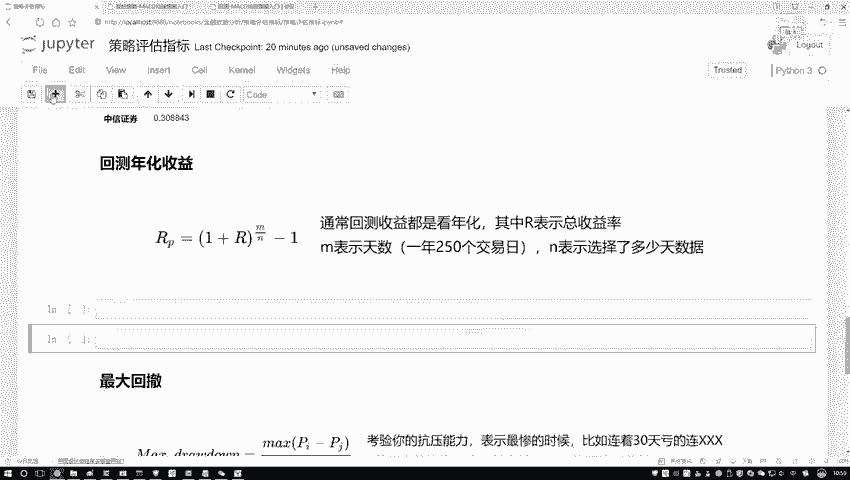 Logout
jupyter 策略评估指标 Last Checkpoint: 20 minutes ago (unsaved changes)
File Edit View Insert Cell Kernel Widgets Help
Trusted
Python 3
Code
中信证券 0.308843
回测年化收益
R_p = (1 + R)^{\frac{m}{n}} - 1
通常回测收益都是看年化，其中R表示总收益率
m表示天数（一年250个交易日），n表示选择了多少天数据
In [ ]:
In [ ]:
最大回撤
Max_drawdown = max(P_i − P_j)
考验你的抗压能力，表示最惨的时候，比如连着30天亏的连XXX
10:59